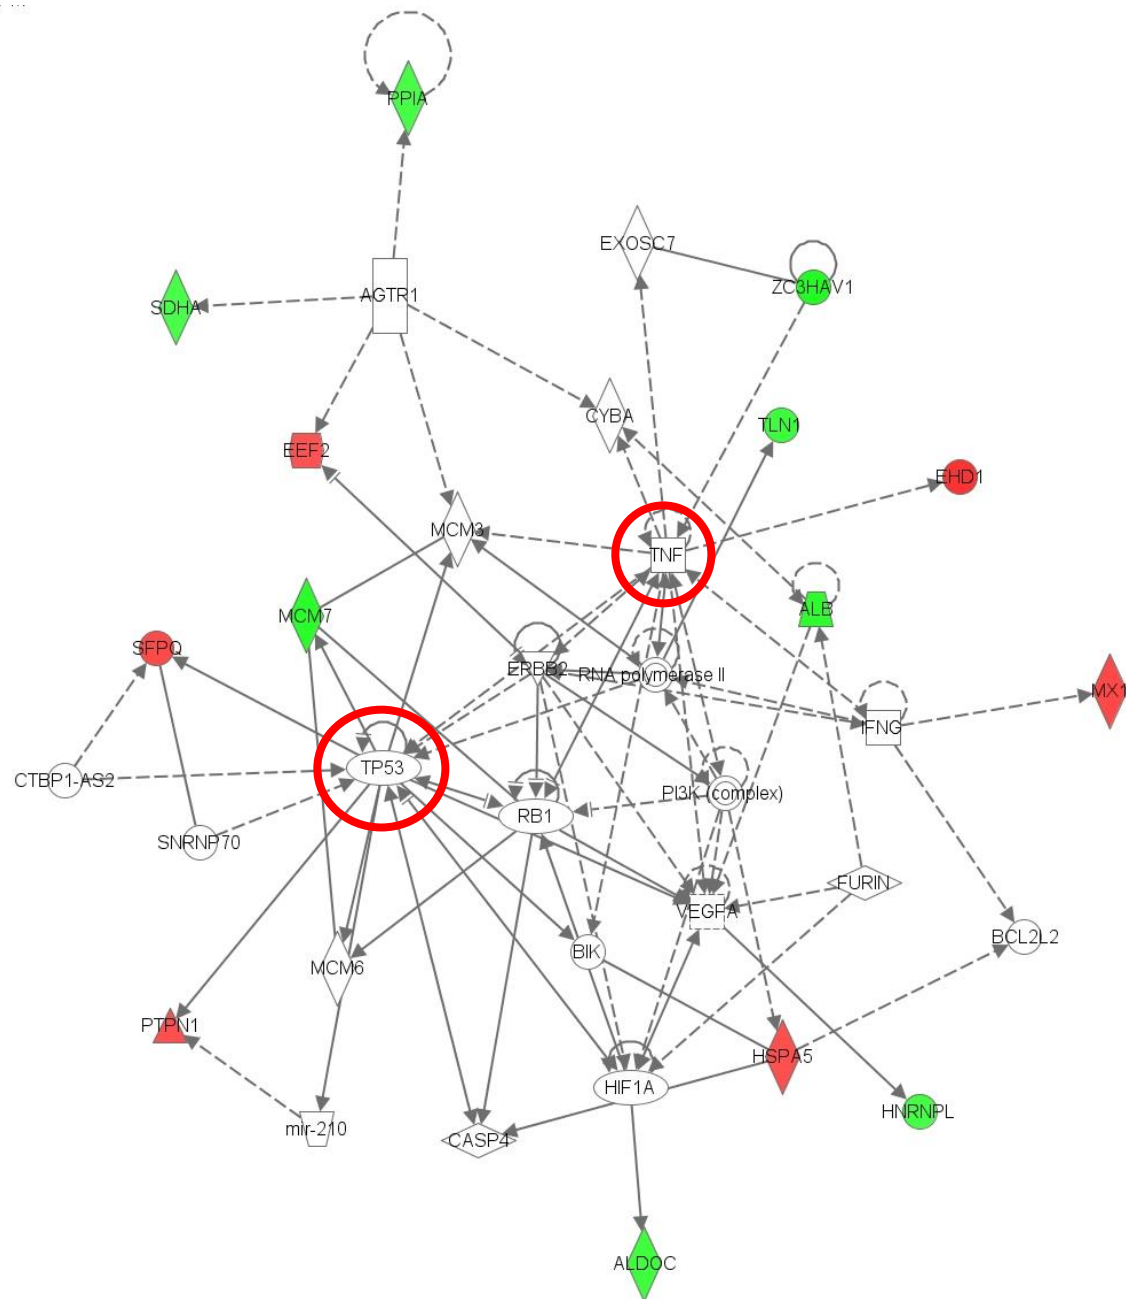 PPIA
EXOSC7
ZC3HAV1
AGTR1
SDHA
CYBA
TLN1
EEF2
EHD1
MCM3
TNF
ALB
MCM7
SFPQ
ERBB2
RNA polymerase II
MX1
IFNG
TP53
CTBP1-AS2
PI3K (complex)
RB1
SNRNP70
FURIN
VEGFA
BCL2L2
BIK
MCM6
PTPN1
HSPA5
HIF1A
HNRNPL
mir-210
CASP4
ALDOC